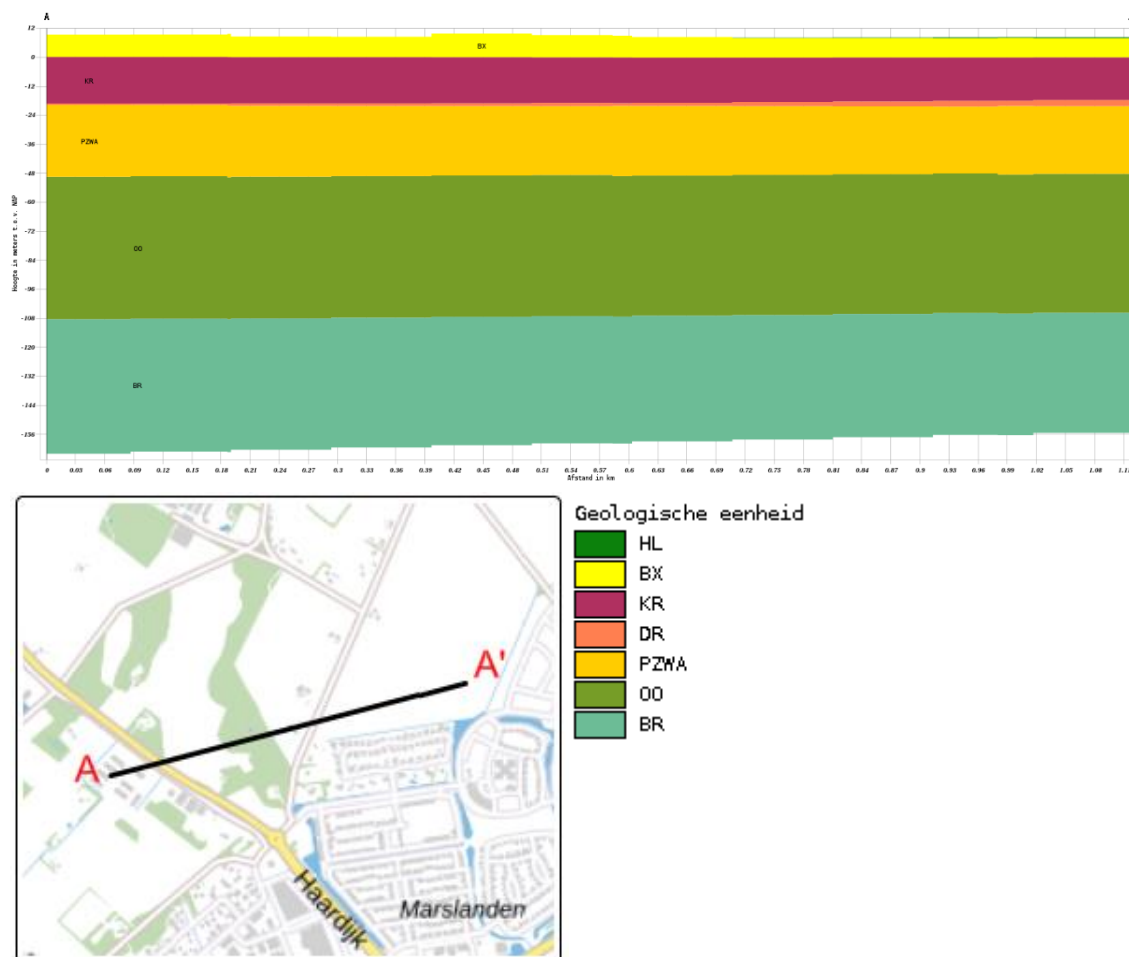 A
12
BX
0
KR
-12
-24
PZWA
-36
-48
-60
-72
OO
-84
-96
-108
-120
BR
-132
-144
-156
Hoogte in meters t.o.v. NAP
0 0.03 0.06 0.09 0.12 0.15 0.18 0.21 0.24 0.27 0.3 0.33 0.36 0.39 0.42 0.45 0.48 0.51 0.54 0.57 0.6 0.63 0.66 0.69 0.72 0.75 0.78 0.81 0.84 0.87 0.9 0.93 0.96 0.99 1.02 1.05 1.08
Afstand in km
A
A'
Haardijk
Marslanden
Geologische eenheid
HL
BX
KR
DR
PZWA
OO
BR